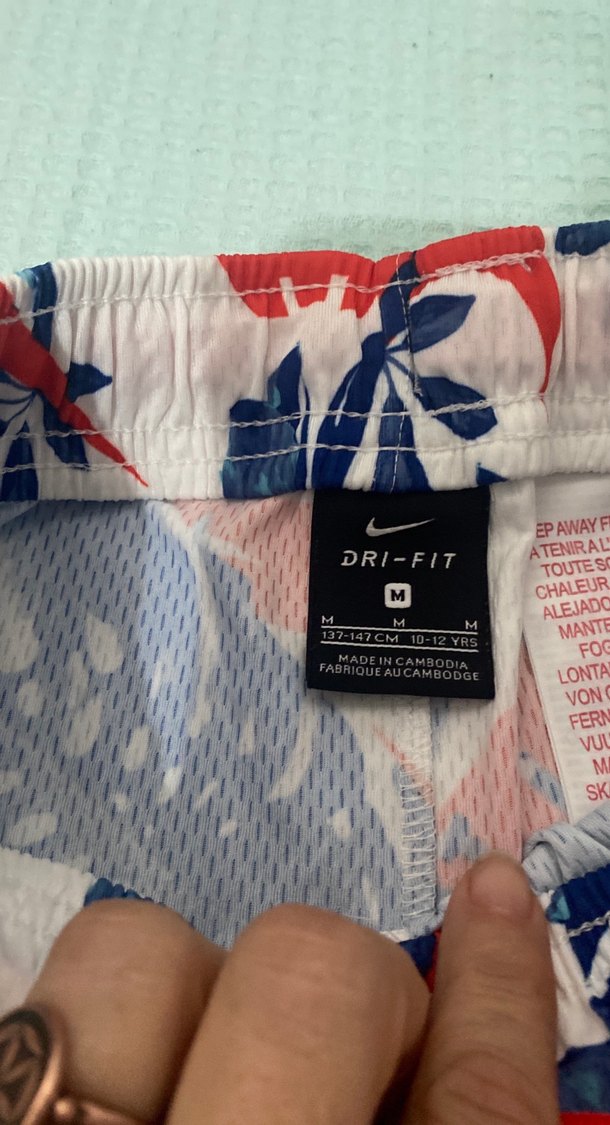 DRI-FIT
M
M M M
137-147 CM 10-12 YRS
MADE IN CAMBODIA
FABRIQUE AU CAMBODGE
EP AWAY F
TENIR À L'
TOUTE SO
CHALEUR
ALEJADO
MANTE
FOG
LONTA
VON
FERN
VUU
MA
SK